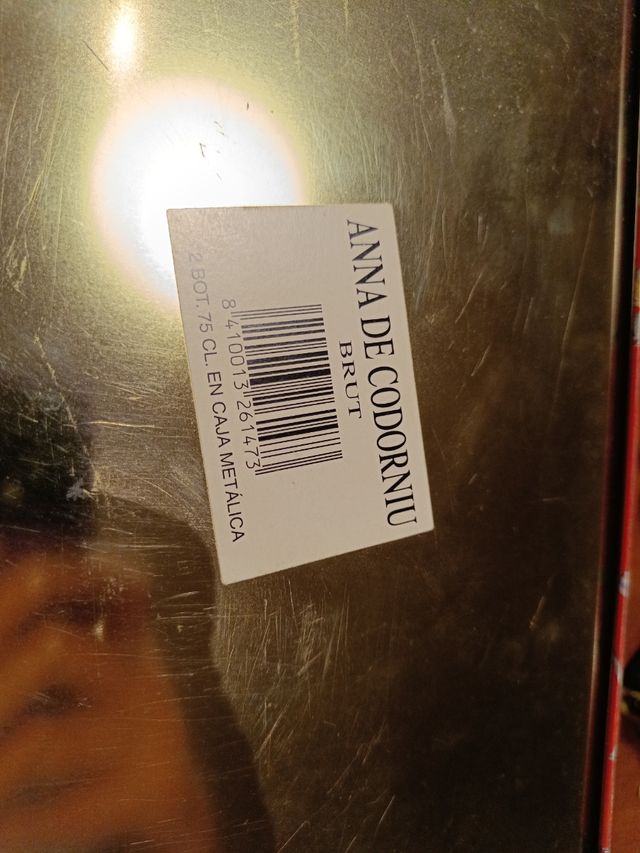 ANNA DE CODORNIU
BRUT
8 410013 261473
2 BOT. 75 CL. EN CAJA METÁLICA